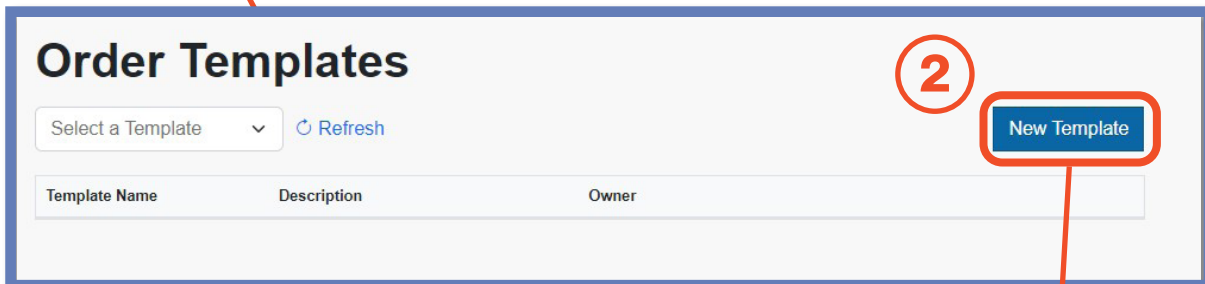 Order Templates
2
Select a Template Refresh New Template
Template Name Description Owner